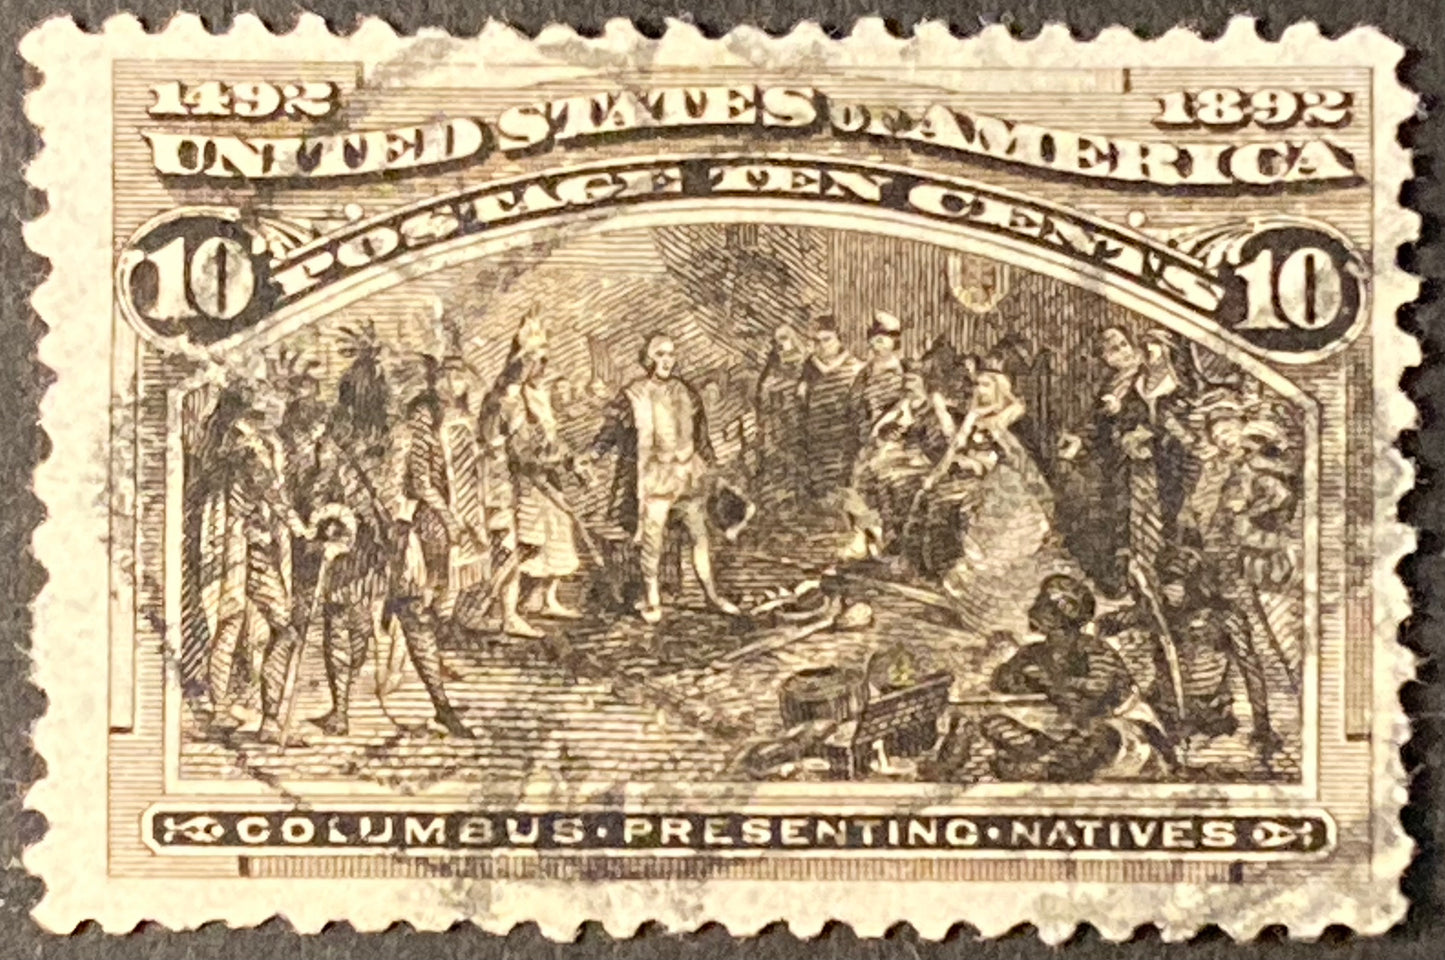 1492
1892
UNITED STATES OF AMERICA
POSTAGE TEN CENTS
10
10
COLUMBUS · PRESENTING · NATIVES